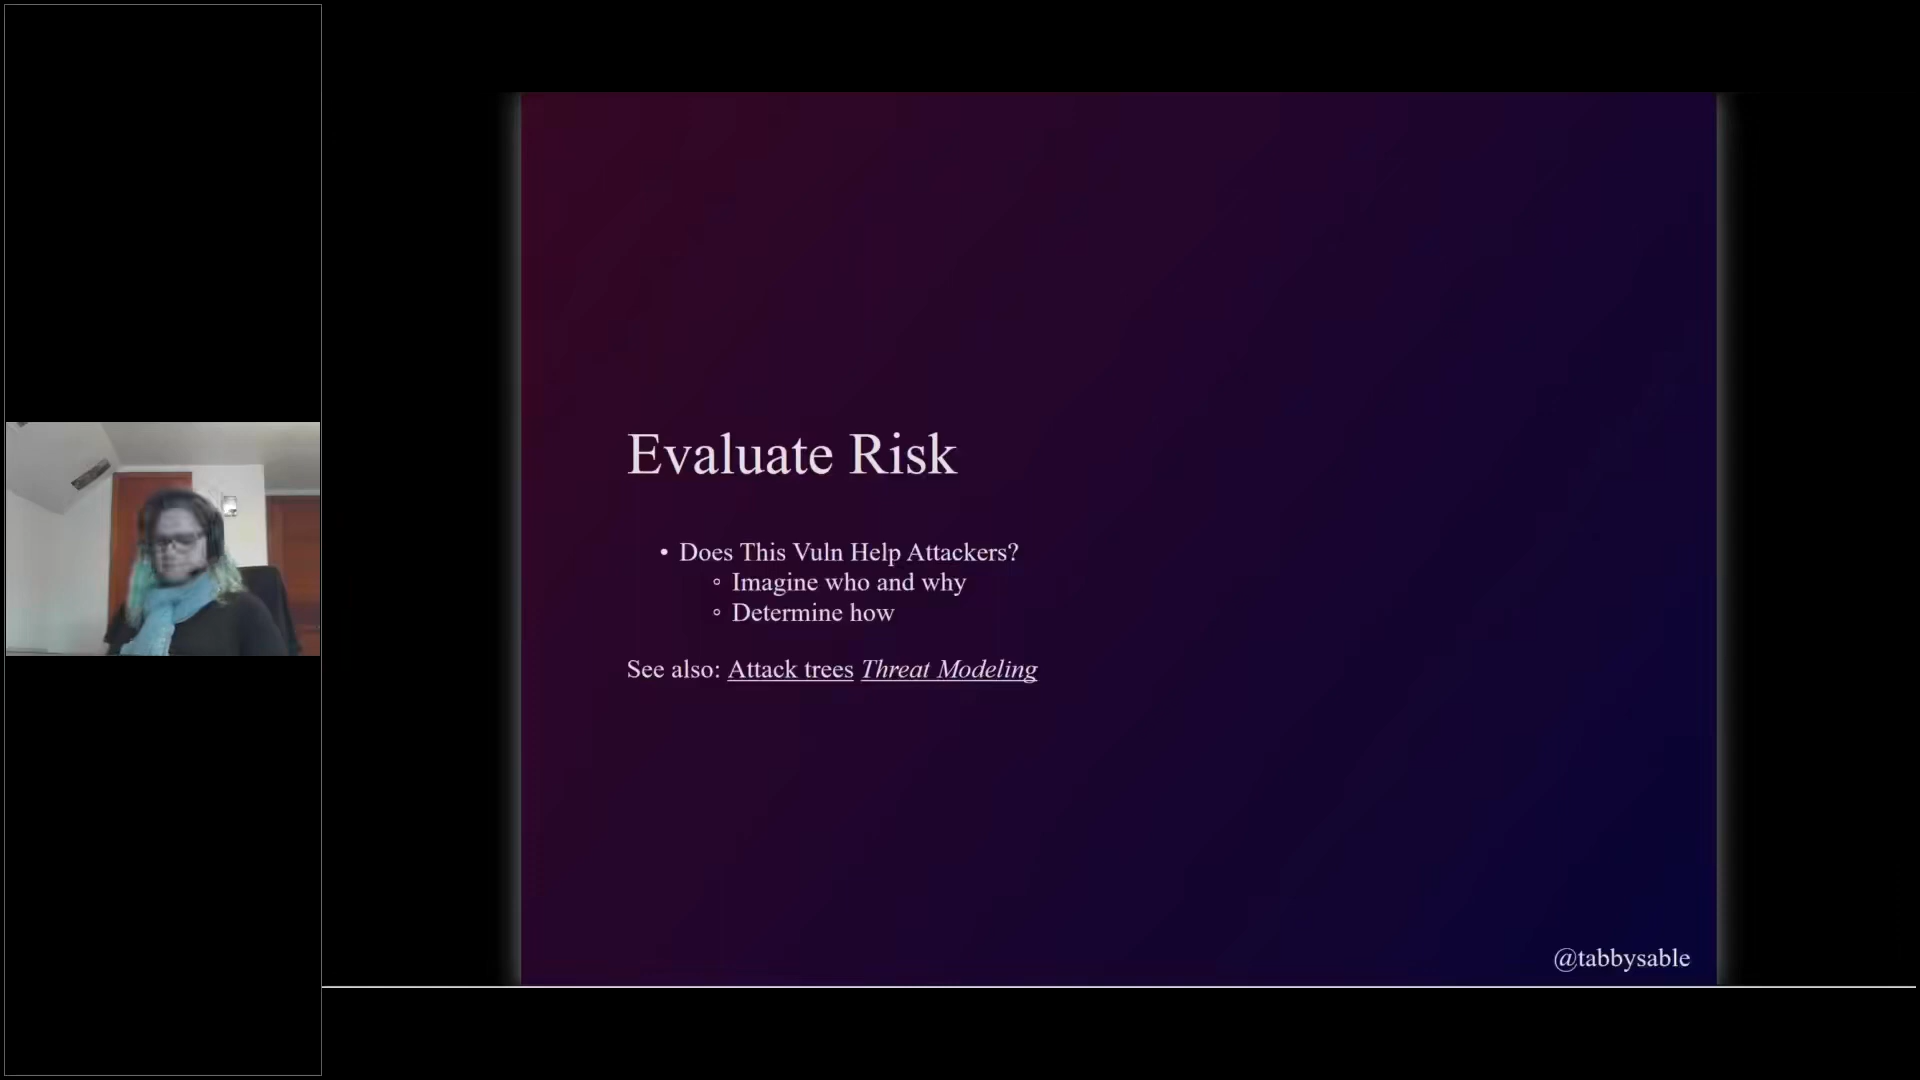 Evaluate Risk
• Does This Vuln Help Attackers?
◦ Imagine who and why
◦ Determine how
See also: Attack trees Threat Modeling
@tabbysable